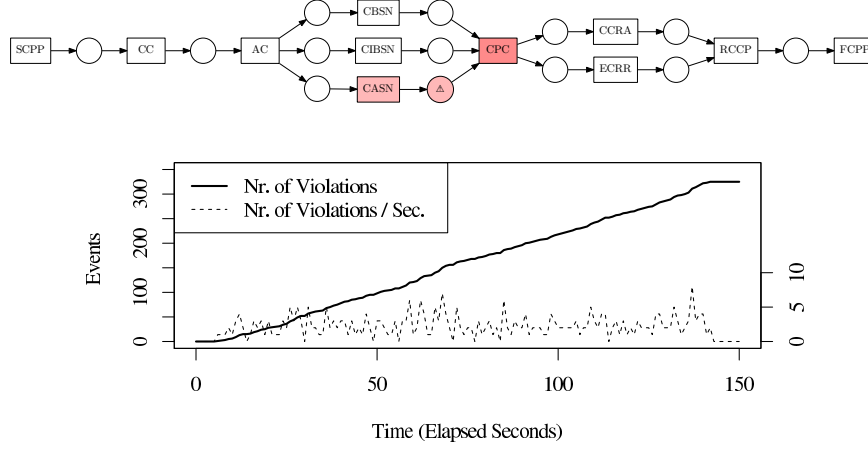 CBSN
CCRA
SCPP CC AC CIBSN CPC RCCP FCPP
ECRR
CASN ⚠
Nr. of Violations
Nr. of Violations / Sec.
Events
0 100 200 300
0 5 10
0 50 100 150
Time (Elapsed Seconds)